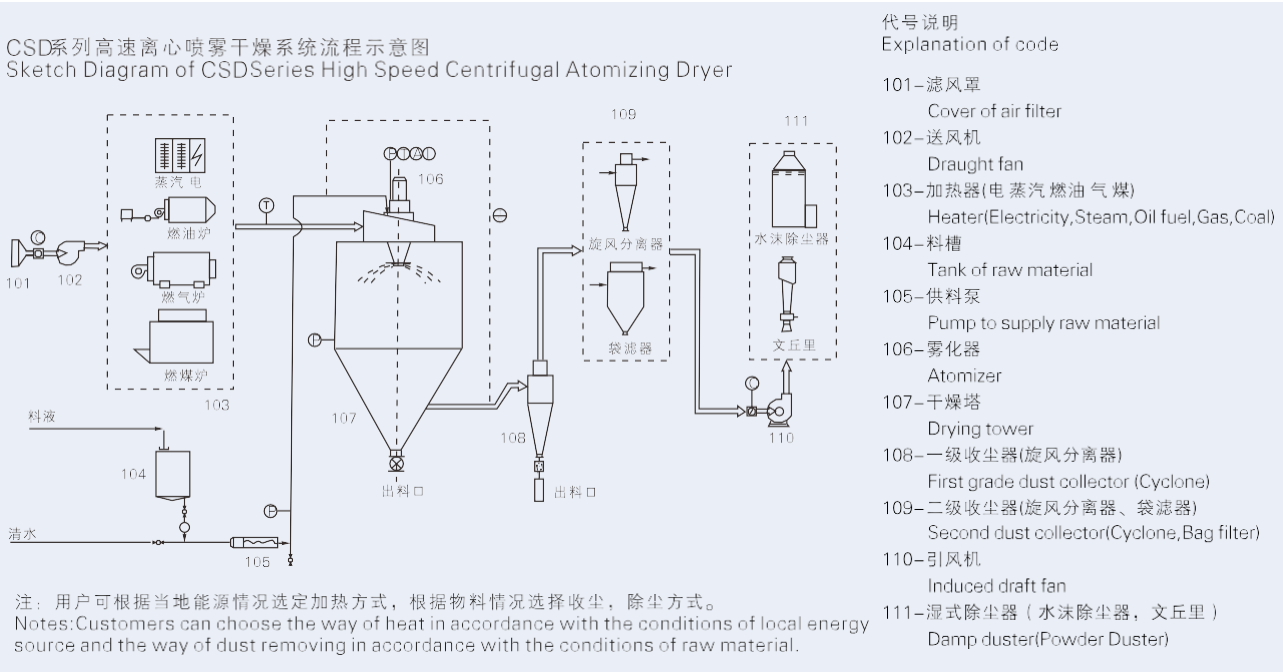 CSD系列高速离心喷雾干燥系统流程示意图
Sketch Diagram of CSDSeries High Speed Centrifugal Atomizing Dryer
101
102
蒸汽 电
燃油炉
燃气炉
燃煤炉
103
T
106
107
出料口
108
出料口
109
旋风分离器
袋滤器
110
111
水沫除尘器
文丘里
料液
104
清水
P
105
注：用户可根据当地能源情况选定加热方式，根据物料情况选择收尘，除尘方式。
Notes:Customers can choose the way of heat in accordance with the conditions of local energy
source and the way of dust removing in accordance with the conditions of raw material.
代号说明
Explanation of code
101–滤风罩
Cover of air filter
102–送风机
Draught fan
103–加热器(电 蒸汽 燃油 气 煤)
Heater(Electricity,Steam,Oil fuel,Gas,Coal)
104–料槽
Tank of raw material
105–供料泵
Pump to supply raw material
106–雾化器
Atomizer
107–干燥塔
Drying tower
108–一级收尘器(旋风分离器)
First grade dust collector (Cyclone)
109–二级收尘器(旋风分离器、袋滤器)
Second dust collector(Cyclone,Bag filter)
110–引风机
Induced draft fan
111–湿式除尘器（水沫除尘器，文丘里）
Damp duster(Powder Duster)